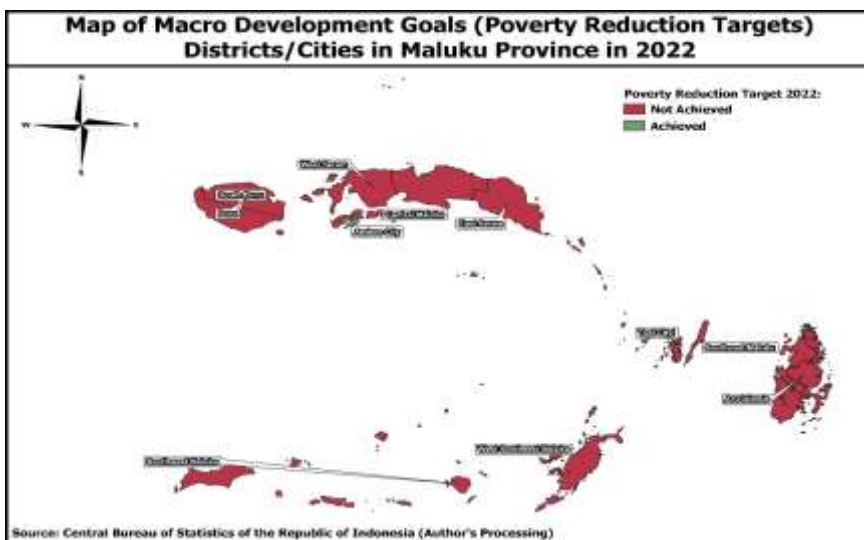 Map of Macro Development Goals (Poverty Reduction Targets)
Districts/Cities in Maluku Province in 2022
N
W
E
S
Poverty Reduction Target 2022:
Not Achieved
Achieved
West Seram
Buru
Central Maluku
Ambon City
East Seram
Southeast Maluku
Aru Islands
West Southeast Maluku
Southwest Maluku
Source: Central Bureau of Statistics of the Republic of Indonesia (Author's Processing)